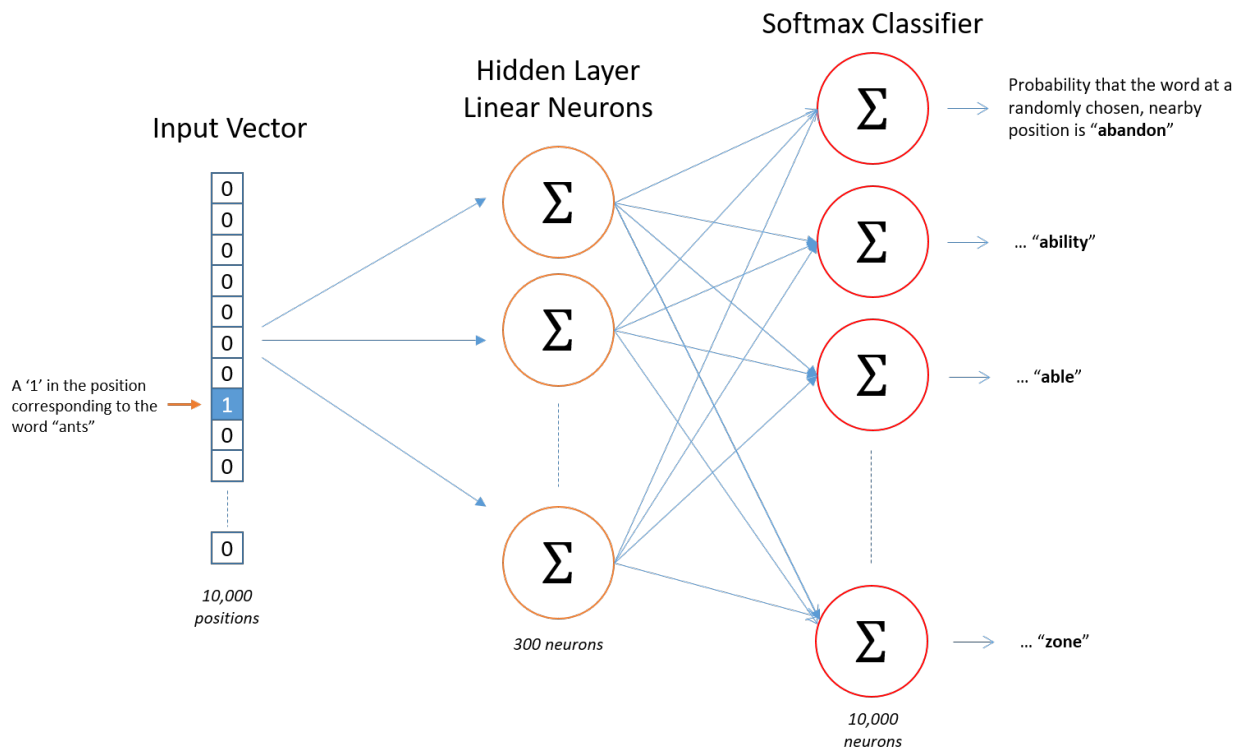 Softmax Classifier
Hidden Layer
Linear Neurons
Input Vector
Σ
Probability that the word at a
randomly chosen, nearby
position is “abandon”
0
0
0
0
0
0
0
1
0
0
0
A ‘1’ in the position
corresponding to the
word “ants”
10,000
positions
Σ
Σ
Σ
300 neurons
Σ
... “ability”
Σ
... “able”
Σ
... “zone”
10,000
neurons